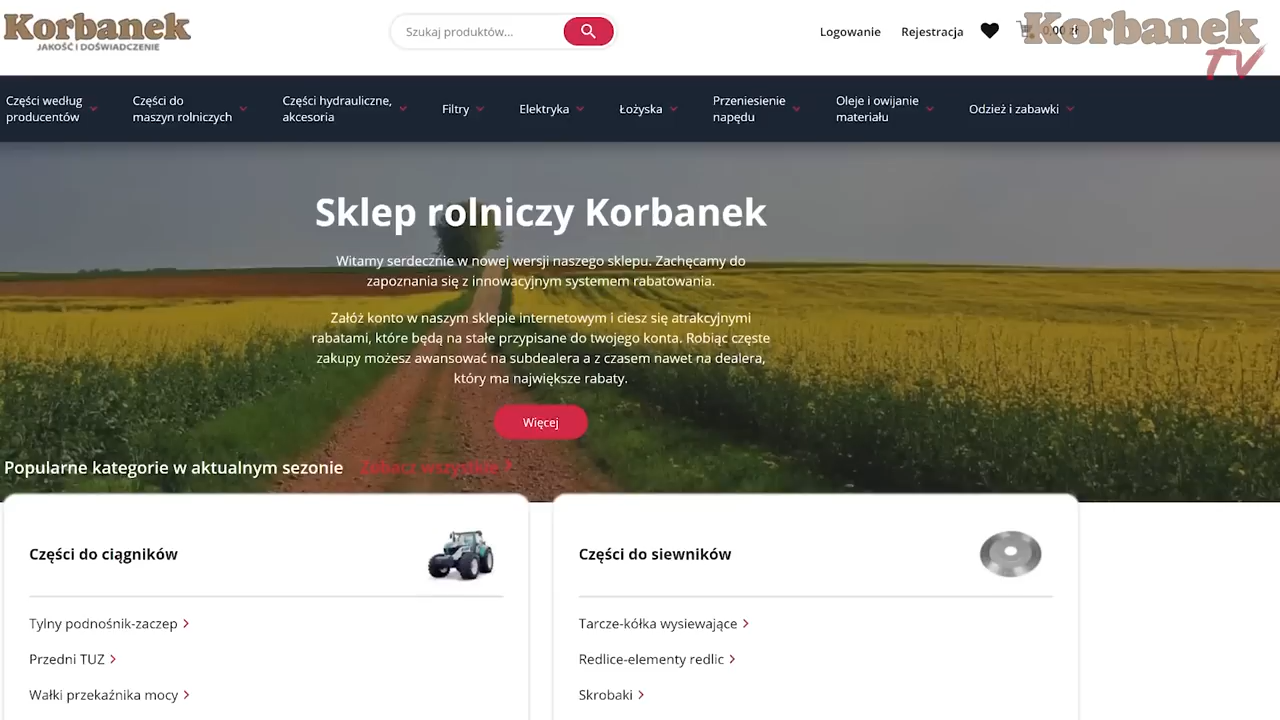 Korbanek
JAKOŚĆ I DOŚWIADCZENIE
Szukaj produktów...
Logowanie
Rejestracja
0,00 zł
Korbanek
TV
Części według
producentów
Części do
maszyn rolniczych
Części hydrauliczne,
akcesoria
Filtry
Elektryka
Łożyska
Przeniesienie
napędu
Oleje i owijanie
materiału
Odzież i zabawki
Sklep rolniczy Korbanek
Witamy serdecznie w nowej wersji naszego sklepu. Zachęcamy do
zapoznania się z innowacyjnym systemem rabatowania.
Załóż konto w naszym sklepie internetowym i ciesz się atrakcyjnymi
rabatami, które będą na stałe przypisane do twojego konta. Robiąc częste
zakupy możesz awansować na subdealera a z czasem nawet na dealera,
który ma największe rabaty.
Więcej
Popularne kategorie w aktualnym sezonie Zobacz wszystkie
Części do ciągników
Tylny podnośnik-zaczep
Przedni TUZ
Wałki przekaźnika mocy
Części do siewników
Tarcze-kółka wysiewające
Redlice-elementy redlic
Skrobaki